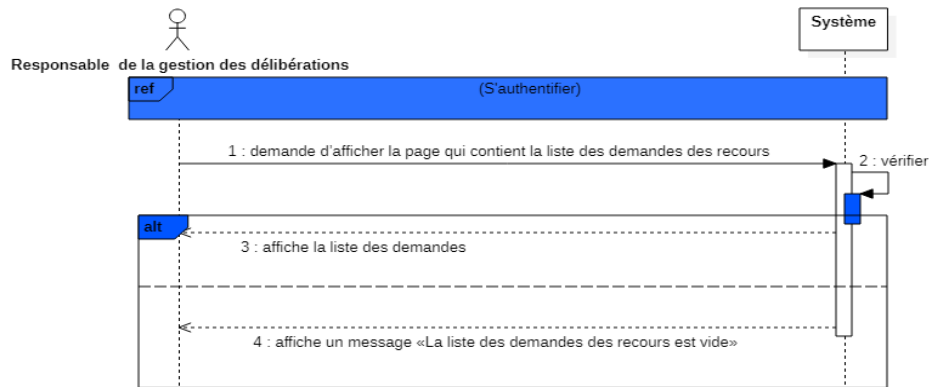 Système
Responsable de la gestion des délibérations
ref
(S'authentifier)
1 : demande d'afficher la page qui contient la liste des demandes des recours
2 : vérifier
alt
3 : affiche la liste des demandes
4 : affiche un message «La liste des demandes des recours est vide»